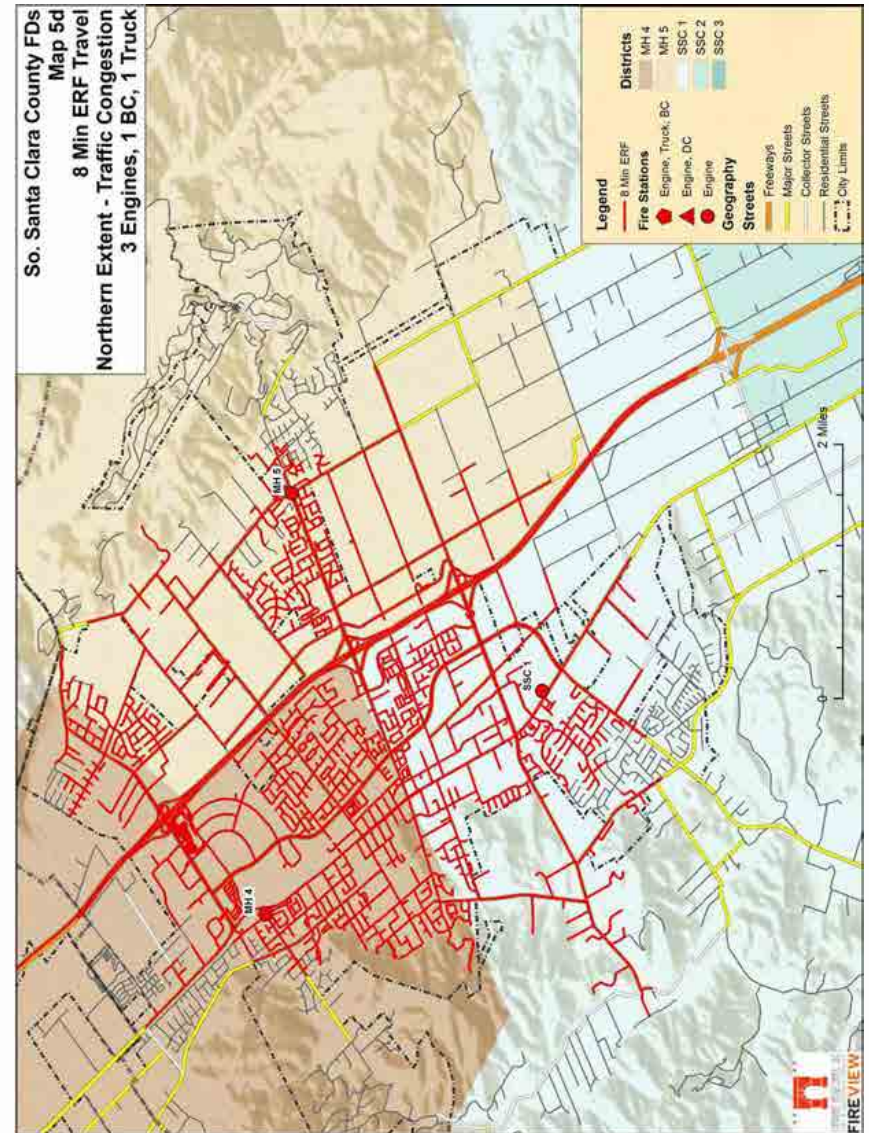 So. Santa Clara County FDs
Map 5d
8 Min ERF Travel
Northern Extent - Traffic Congestion
3 Engines, 1 BC, 1 Truck
MH 4
MH 5
SSC 1
0
1
2 Miles
Legend
8 Min ERF
Fire Stations
Engine, Truck, BC
Engine, DC
Engine
Geography
Streets
Freeways
Major Streets
Collector Streets
Residential Streets
City Limits
Districts
MH 4
MH 5
SSC 1
SSC 2
SSC 3
FIREVIEW